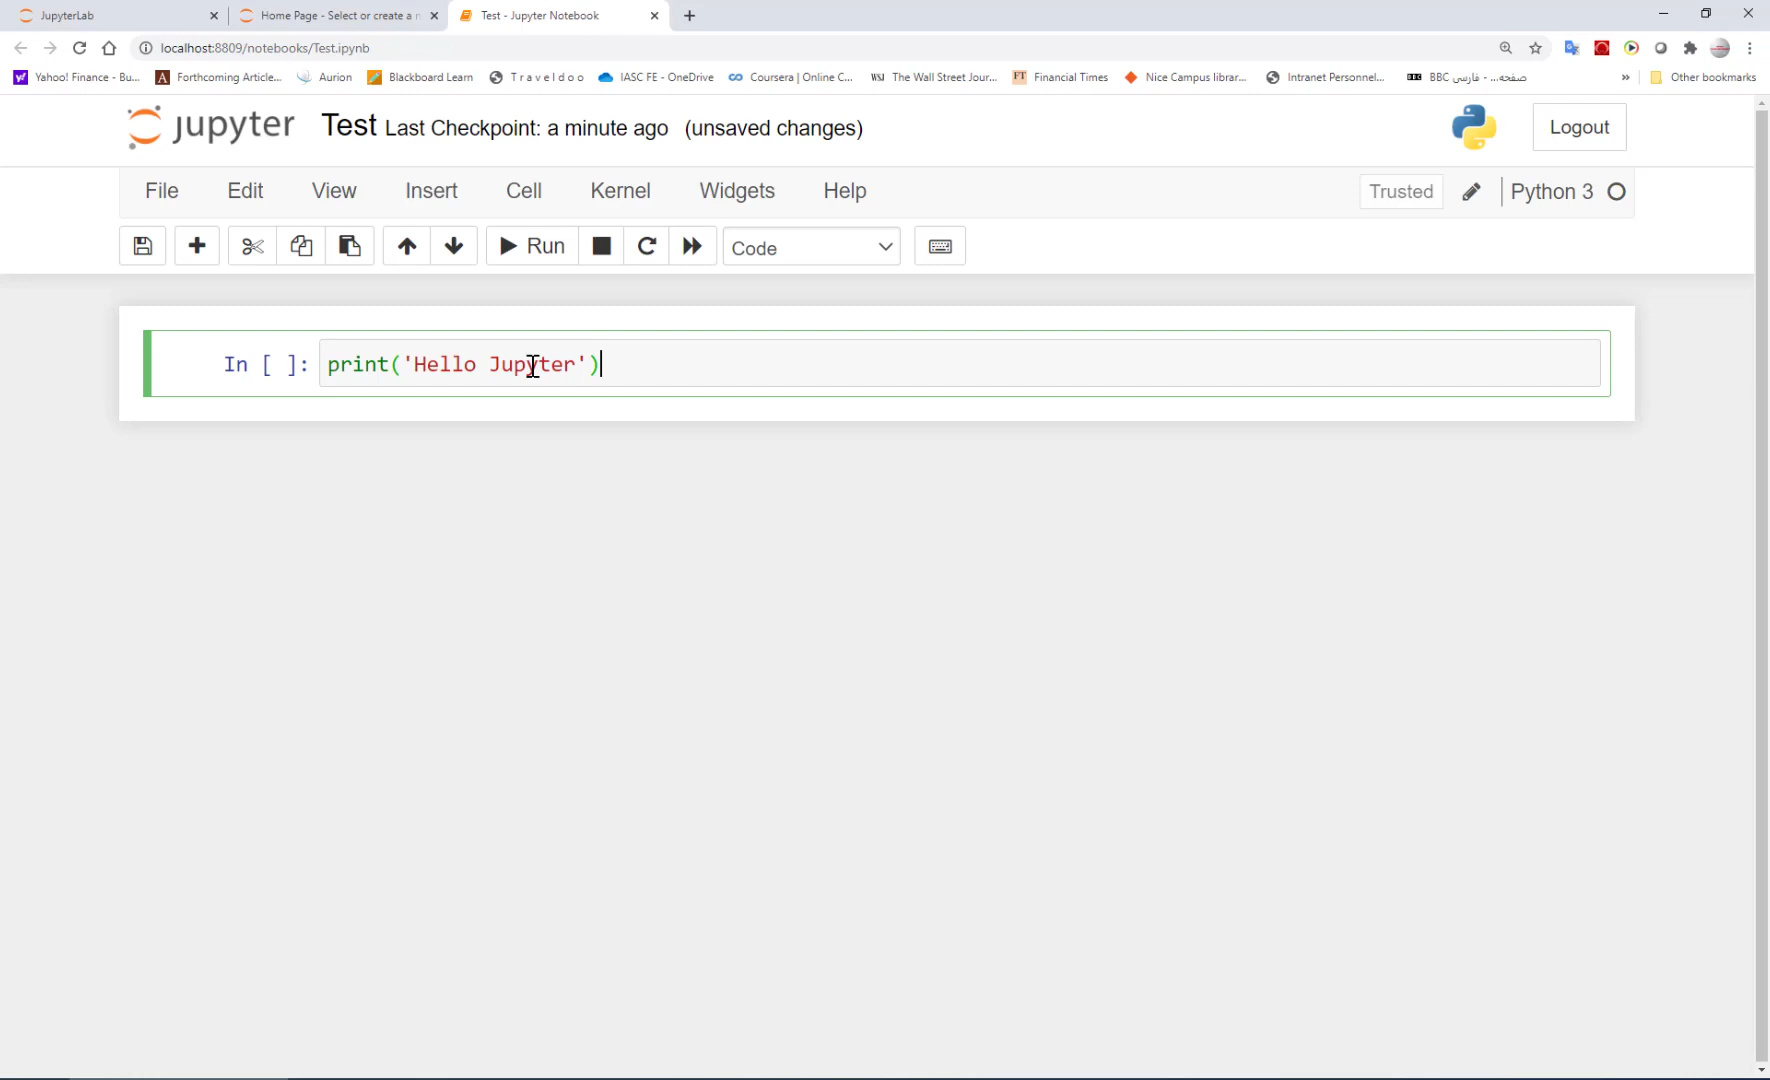 JupyterLab
Home Page - Select or create a n
Test - Jupyter Notebook
localhost:8809/notebooks/Test.ipynb
Yahoo! Finance - Bu...
Forthcoming Article...
Aurion
Blackboard Learn
T r a v e l d o o
IASC FE - OneDrive
Coursera | Online C...
WSJ The Wall Street Jour...
FT Financial Times
Nice Campus librar...
Intranet Personnel...
BBC صفحه... - BBC فارسی
» Other bookmarks
jupyter Test Last Checkpoint: a minute ago (unsaved changes)
Logout
File Edit View Insert Cell Kernel Widgets Help
Trusted Python 3
Run Code
In [ ]: print('Hello Jupyter')